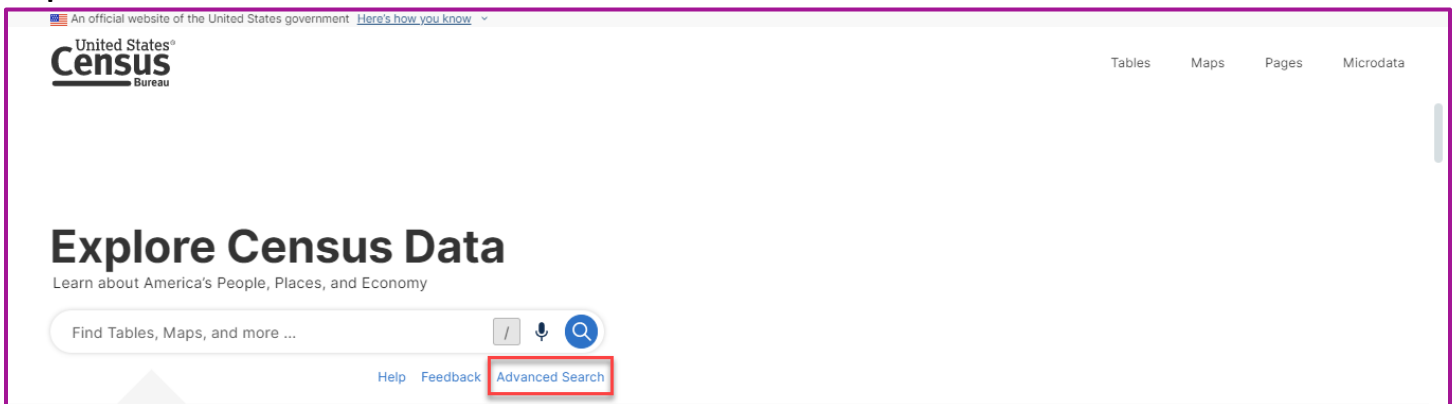 An official website of the United States government Here's how you know
United States®
Census
Bureau
Tables Maps Pages Microdata
Explore Census Data
Learn about America's People, Places, and Economy
Find Tables, Maps, and more ... /
Help Feedback Advanced Search